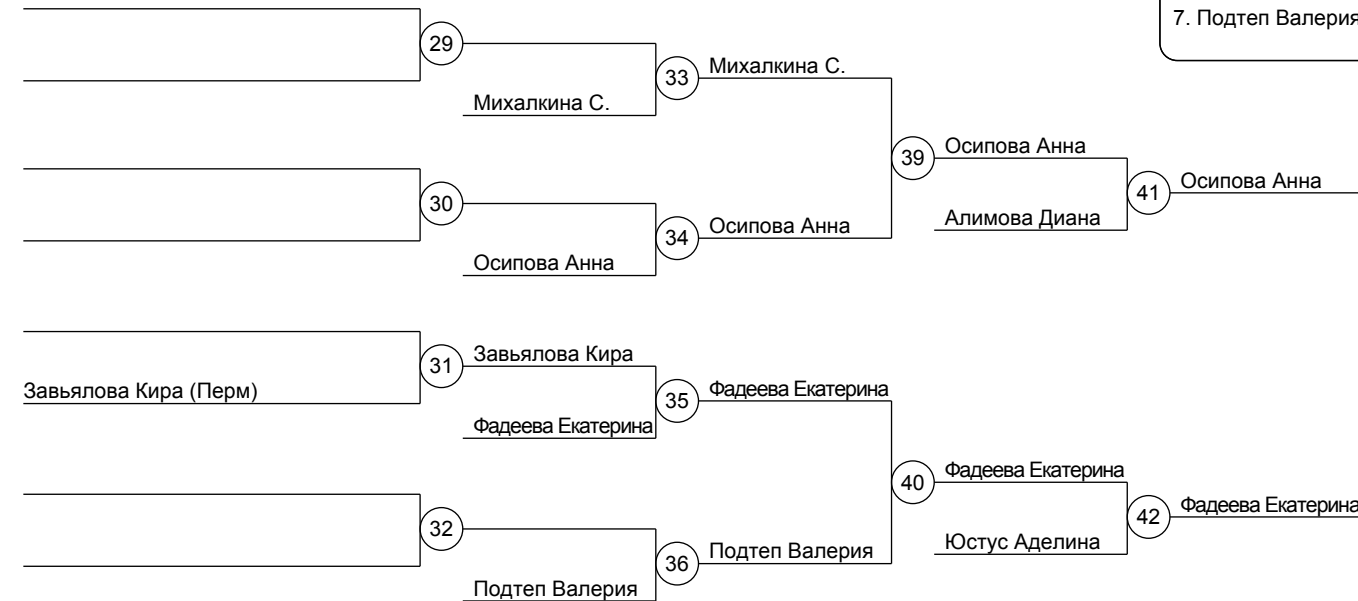 7. Подтеп Валерия
29
33
Михалкина С.
Михалкина С.
39
Осипова Анна
41
Осипова Анна
30
Алимова Диана
34
Осипова Анна
Осипова Анна
31
Завьялова Кира
Завьялова Кира (Перм)
35
Фадеева Екатерина
Фадеева Екатерина
40
Фадеева Екатерина
42
Фадеева Екатерина
32
Юстус Аделина
36
Подтеп Валерия
Подтеп Валерия